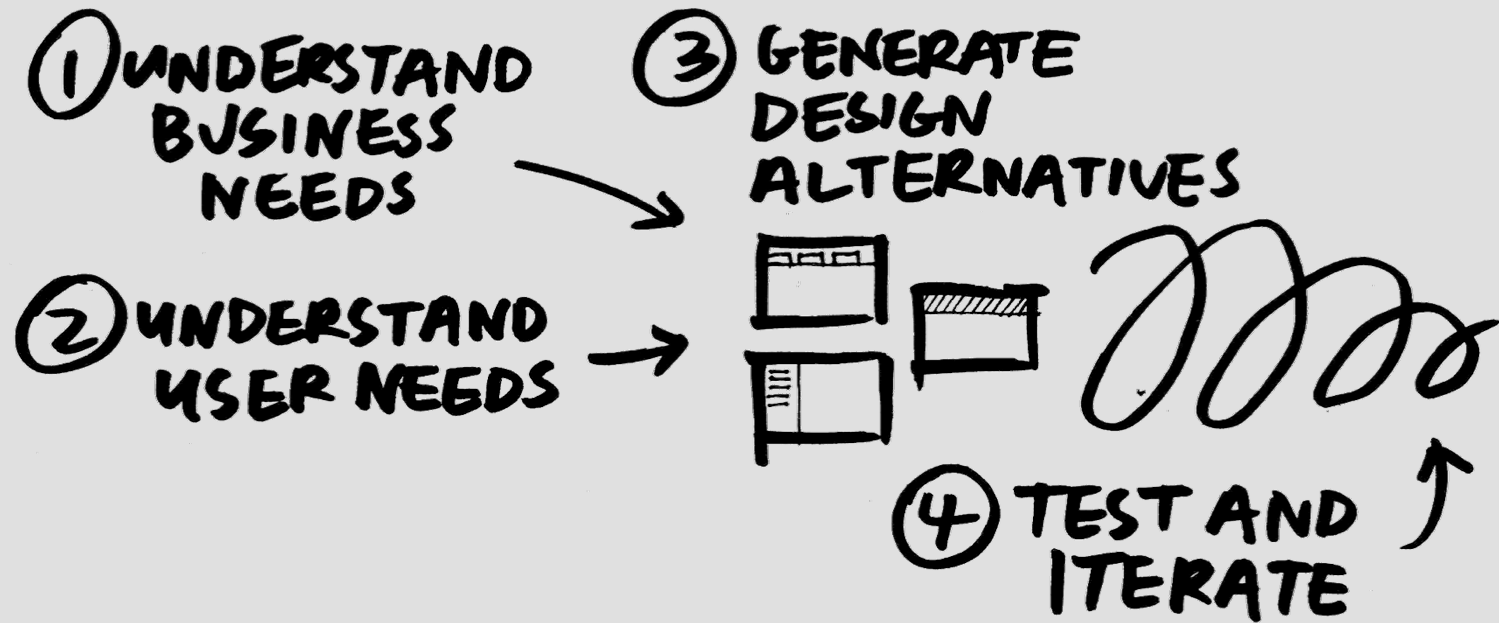 1 UNDERSTAND
BUSINESS
NEEDS
2 UNDERSTAND
USER NEEDS
3 GENERATE
DESIGN
ALTERNATIVES
4 TEST AND
ITERATE